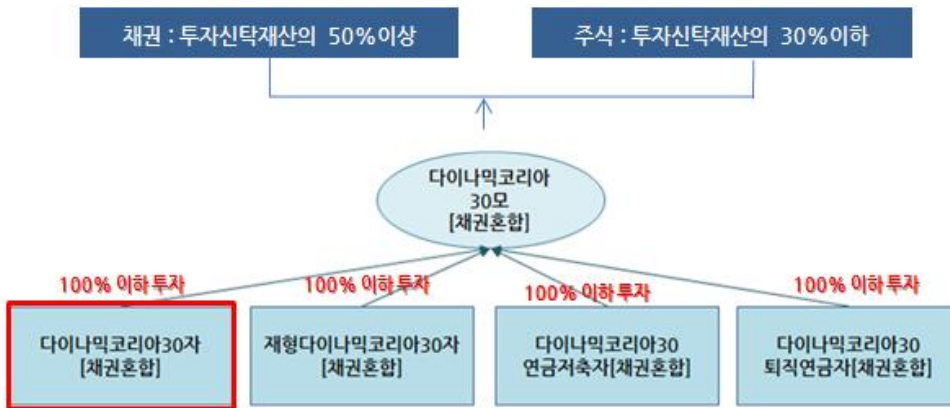 채권 : 투자신탁재산의 50%이상
주식 : 투자신탁재산의 30%이하
다이나믹코리아
30모
[채권혼합]
100% 이하 투자
100% 이하 투자
100% 이하 투자
100% 이하 투자
다이나믹코리아30자
[채권혼합]
재형다이나믹코리아30자
[채권혼합]
다이나믹코리아30
연금저축자[채권혼합]
다이나믹코리아30
퇴직연금자[채권혼합]